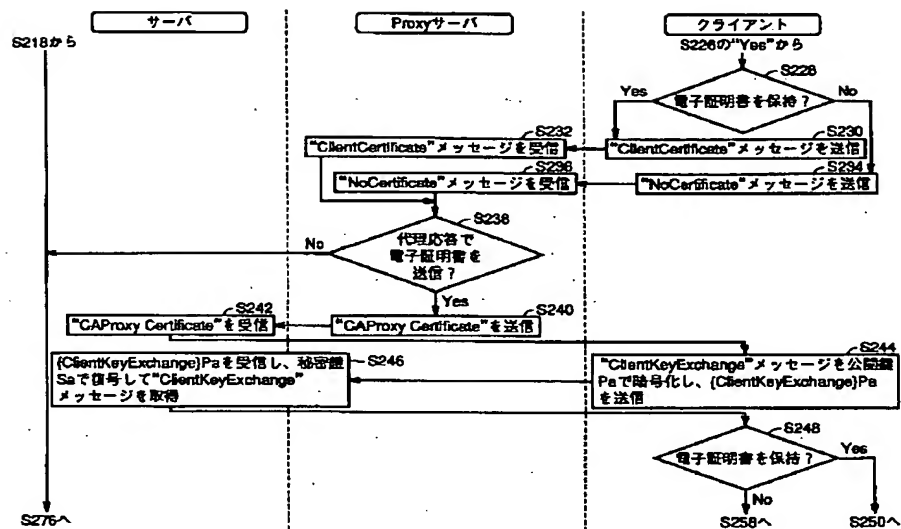 サーバ
Proxyサーバ
クライアント
S218から
S226の"Yes"から
S228
電子証明書を保持？
Yes
No
S232
"ClientCertificate"メッセージを受信
S230
"ClientCertificate"メッセージを送信
S236
"NoCertificate"メッセージを受信
S234
"NoCertificate"メッセージを送信
S238
代理応答で
電子証明書を
送信？
No
Yes
S242
"CAProxy Certificate"を受信
S240
"CAProxy Certificate"を送信
S244
"ClientKeyExchange"メッセージを公開鍵
Paで暗号化し、{ClientKeyExchange}Pa
を送信
S246
{ClientKeyExchange}Paを受信し、秘密鍵
Saで復号して"ClientKeyExchange"
メッセージを取得
S248
電子証明書を保持？
Yes
No
S276へ
S258へ
S250へ